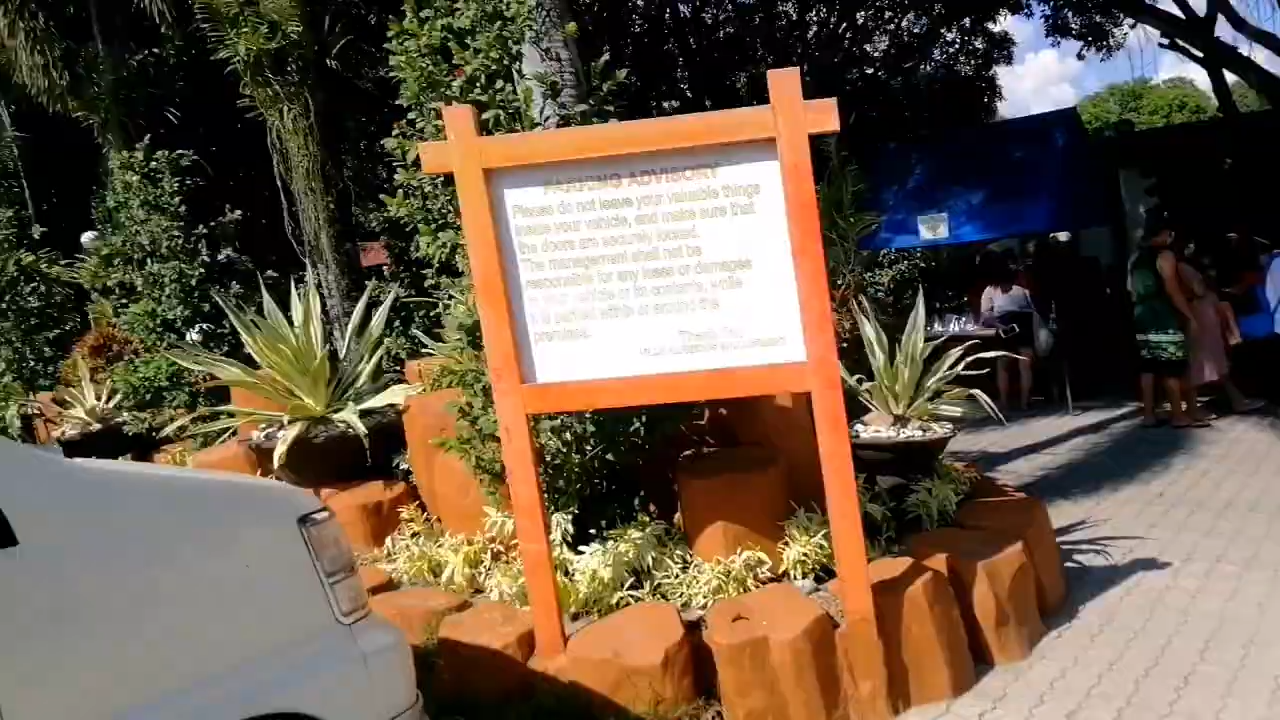 PARKING ADVISORY
Please do not leave your valuable things
inside your vehicle, and make sure that
the doors are securely locked.
The management shall not be
responsible for any losses or damages
to your vehicle or its contents, while
it is parked within or around the
premises.
Thank You